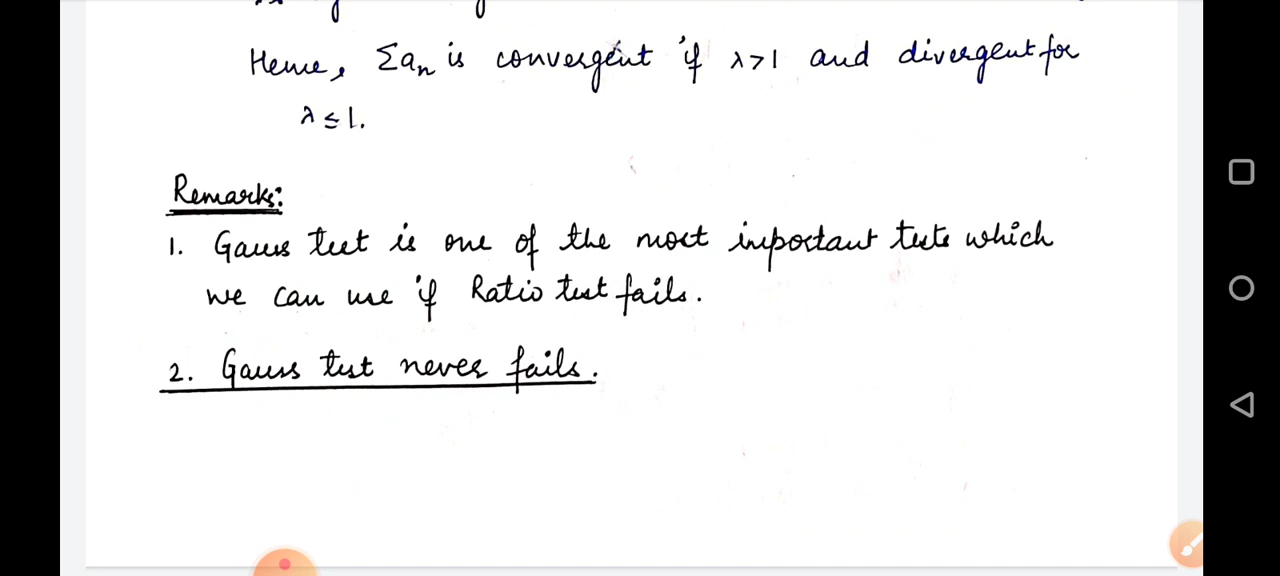 Hence, Σaₙ is convergent if λ>1 and divergent for
λ≤1.
Remarks:
1. Gauss test is one of the most important tests which
we can use if Ratio test fails.
2. Gauss test never fails.